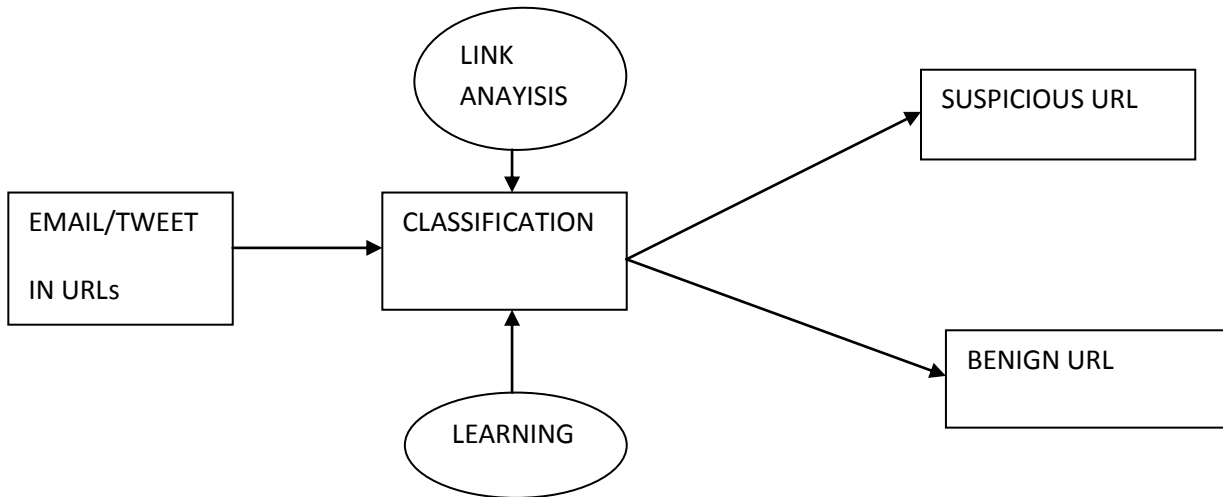 LINK
ANAYISIS
SUSPICIOUS URL
EMAIL/TWEET
IN URLs
CLASSIFICATION
BENIGN URL
LEARNING